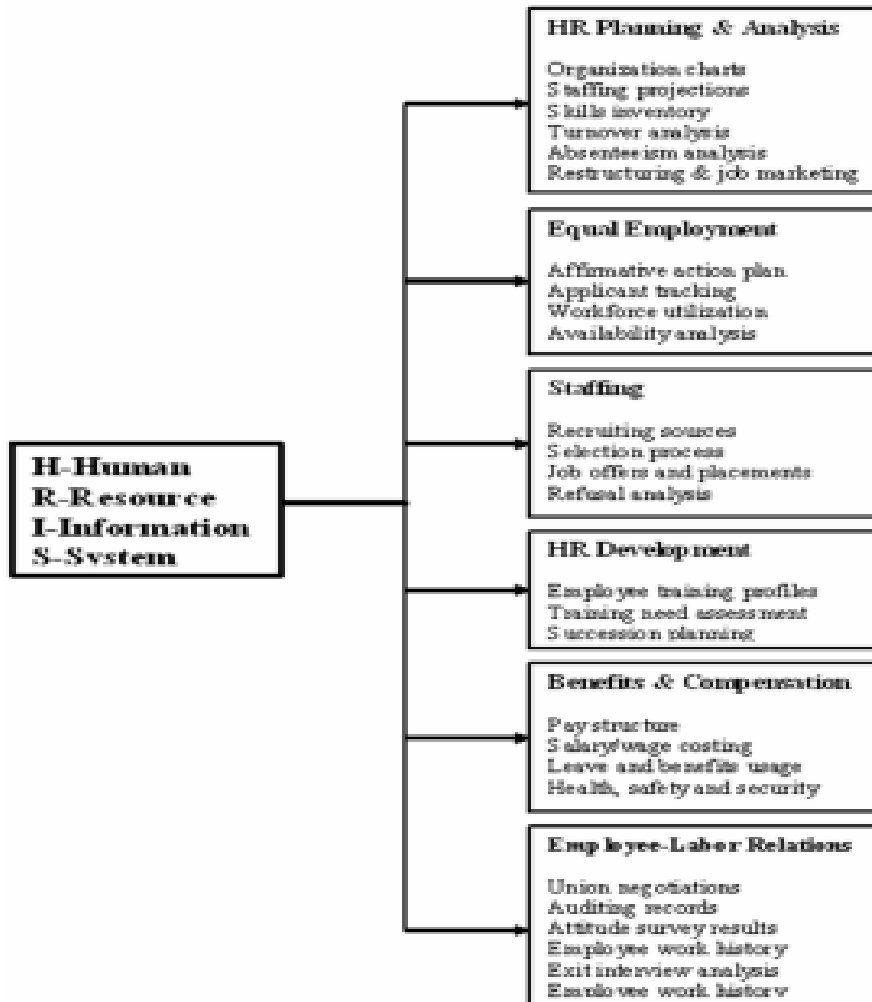 HR Planning & Analysis
Organization charts
Staffing projections
Skills inventory
Turnover analysis
Absenteeism analysis
Restructuring & job marketing
Equal Employment
Affirmative action plan
Applicant tracking
Workforce utilization
Availability analysis
Staffing
Recruiting sources
Selection process
Job offers and placements
Refusal analysis
H-Human
R-Resource
I-Information
S-System
HR Development
Employee training profiles
Training need assessment
Succession planning
Benefits & Compensation
Pay structure
Salary/wage costing
Leave and benefits usage
Health, safety and security
Employee-Labor Relations
Union negotiations
Auditing records
Attitude survey results
Employee work history
Exit interview analysis
Employee work history